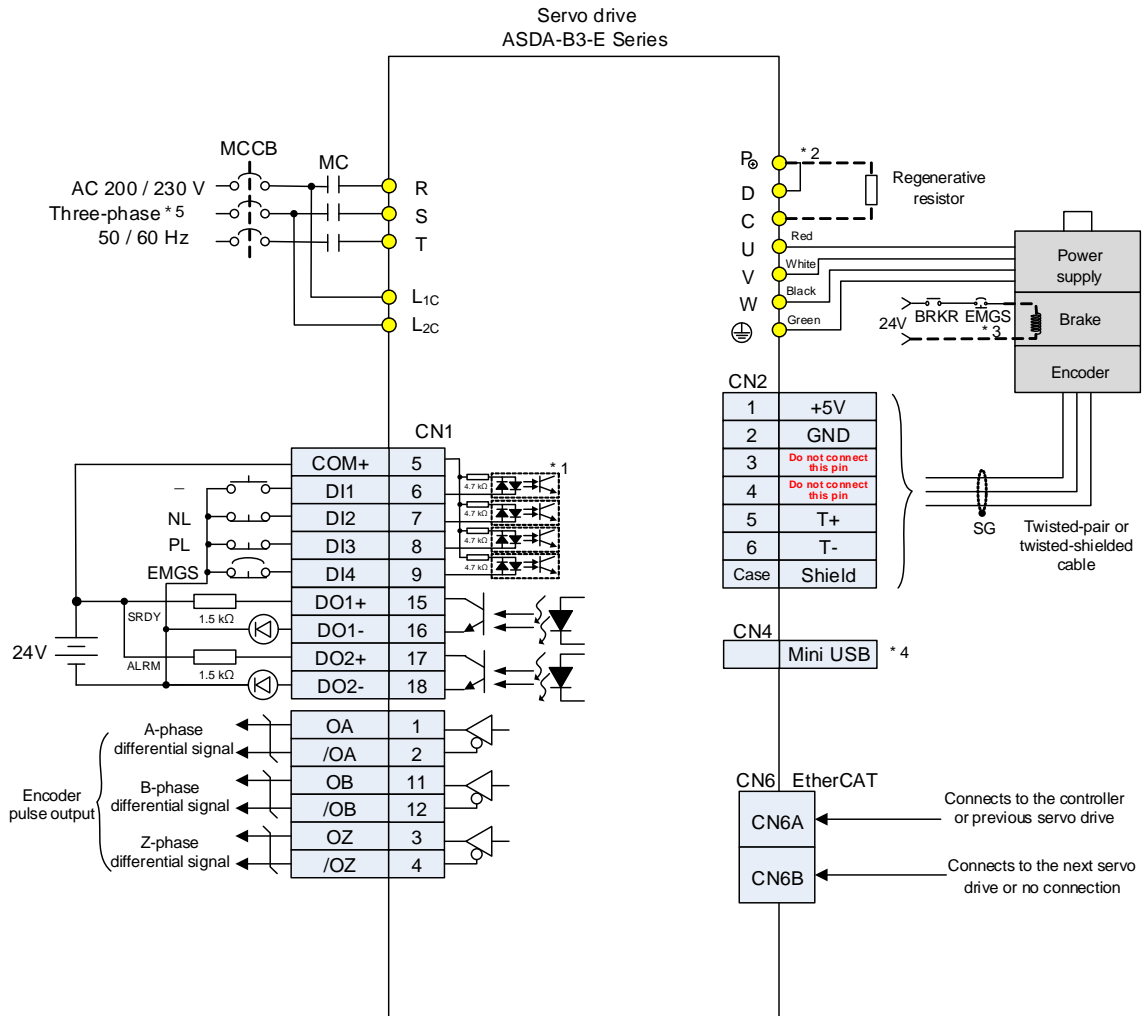 Servo drive
ASDA-B3-E Series
MCCB
MC
AC 200 / 230 V
Three-phase * 5
50 / 60 Hz
R
S
T
L1C
L2C
P⊕
* 2
D
C
U
V
W
Regenerative
resistor
Red
White
Black
Green
Power
supply
24V
BRKR
EMGS
* 3
Brake
Encoder
CN1
COM+ 5
– DI1 6
NL DI2 7
PL DI3 8
EMGS DI4 9
4.7 kΩ
4.7 kΩ
4.7 kΩ
4.7 kΩ
* 1
SRDY
1.5 kΩ
DO1+ 15
DO1- 16
24V
ALRM
1.5 kΩ
DO2+ 17
DO2- 18
Encoder
pulse output
A-phase
differential signal
B-phase
differential signal
Z-phase
differential signal
OA 1
/OA 2
OB 11
/OB 12
OZ 3
/OZ 4
CN2
1 +5V
2 GND
3 Do not connect
this pin
4 Do not connect
this pin
5 T+
6 T-
Case Shield
SG
Twisted-pair or
twisted-shielded
cable
CN4
Mini USB * 4
CN6 EtherCAT
CN6A
Connects to the controller
or previous servo drive
CN6B
Connects to the next servo
drive or no connection